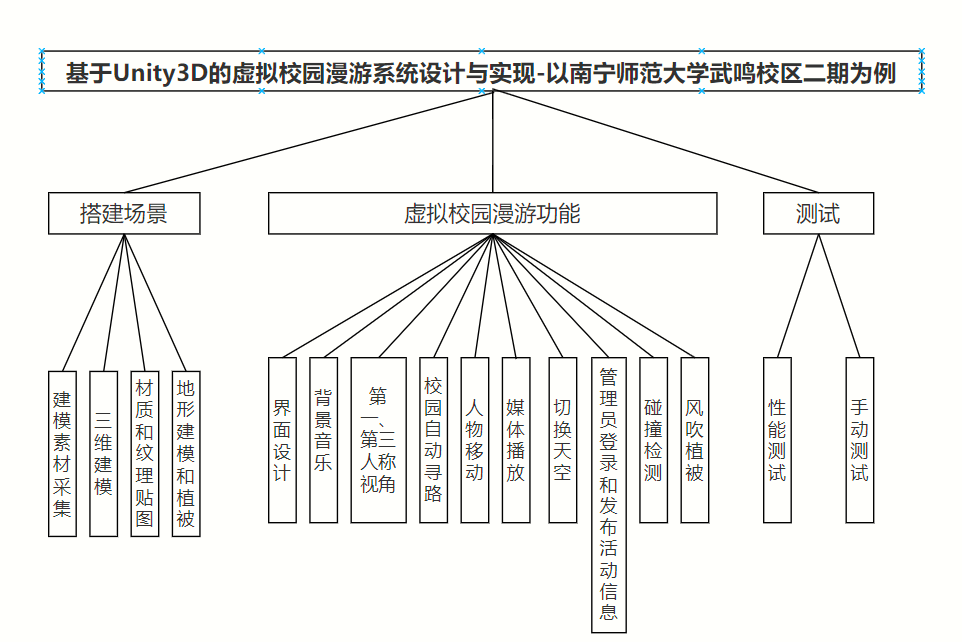 基于Unity3D的虚拟校园漫游系统设计与实现-以南宁师范大学武鸣校区二期为例
搭建场景
虚拟校园漫游功能
测试
建模素材采集
三维建模
材质和纹理贴图
地形建模和植被
界面设计
背景音乐
第一、第三人称视角
校园自动寻路
人物移动
媒体播放
切换天空
管理员登录和发布活动信息
碰撞检测
风吹植被
性能测试
手动测试